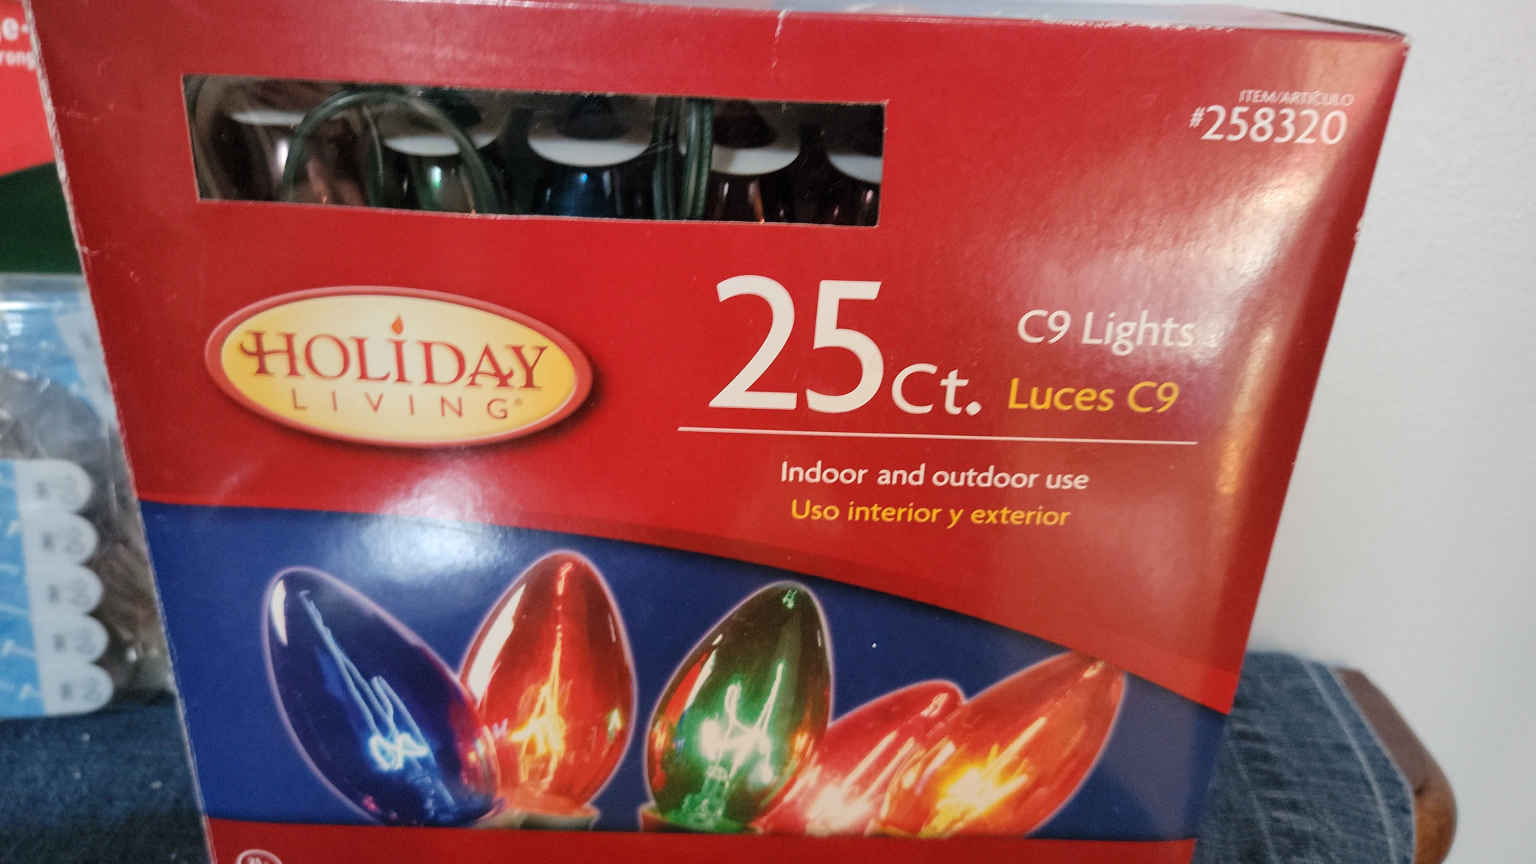 ITEM/ARTÍCULO
#258320
HOLIDAY
LIVING®
25 Ct.
C9 Lights
Luces C9
Indoor and outdoor use
Uso interior y exterior